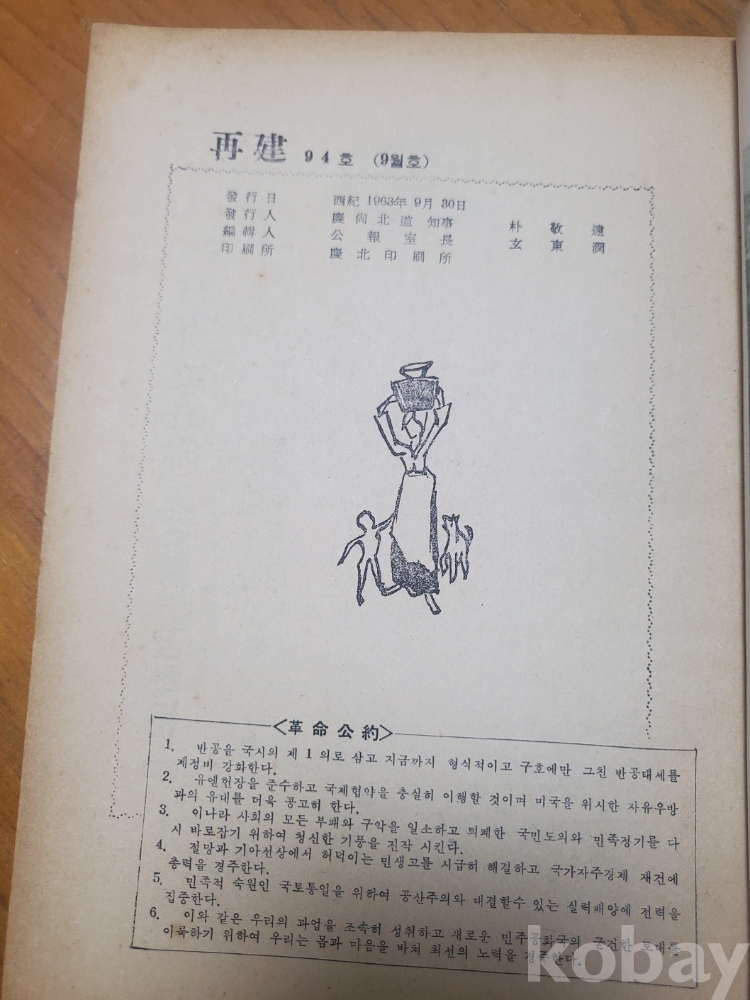 再建 94호 (9월호)
發行日 西紀 1963年 9月 30日
發行人 慶尙北道 知事 朴敬遠
編輯人 公報室長 玄東潤
印刷所 慶北印刷所
<革命公約>
1. 반공을 국시의 제 1 의로 삼고 지금까지 형식적이고 구호에만 그친 반공태세를
재정비 강화한다.
2. 유엔헌장을 준수하고 국제협약을 충실히 이행할 것이며 미국을 위시한 자유우방
과의 유대를 더욱 공고히 한다.
3. 이나라 사회의 모든 부패와 구악을 일소하고 퇴폐한 국민도의와 민족정기를 다
시 바로잡기 위하여 청신한 기풍을 진작 시킨다.
4. 절망과 기아선상에서 허덕이는 민생고를 시급히 해결하고 국가자주경제 재건에
총력을 경주한다.
5. 민족적 숙원인 국토통일을 위하여 공산주의와 대결할수 있는 실력배양에 전력을
집중한다.
6. 이와 같은 우리의 과업을 조속히 성취하고 새로운 민주공화국의 굳건한 토대를
이룩하기 위하여 우리는 몸과 마음을 바쳐 최선의 노력을 경주한다.
kobay